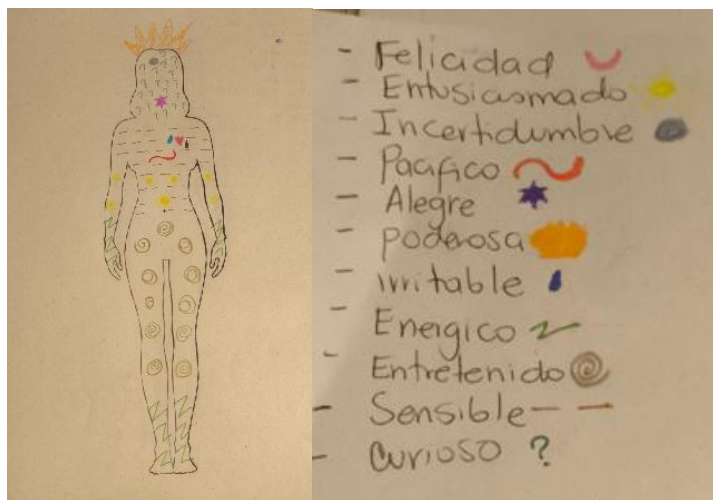 - Felicidad
- Entusiasmado
- Incertidumbre
- Pacifico
- Alegre
- poderosa
- irritable
- Energico
- Entretenido
- Sensible
- curioso ?